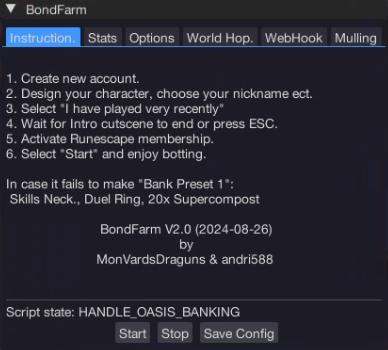 BondFarm
Instruction. Stats Options World Hop. WebHook Mulling
1. Create new account.
2. Design your character, choose your nickname ect.
3. Select "I have played very recently"
4. Wait for Intro cutscene to end or press ESC.
5. Activate Runescape membership.
6. Select "Start" and enjoy botting.
In case it fails to make "Bank Preset 1":
Skills Neck., Duel Ring, 20x Supercompost
BondFarm V2.0 (2024-08-26)
by
MonVardsDraguns & andri588
Script state: HANDLE_OASIS_BANKING
Start Stop Save Config